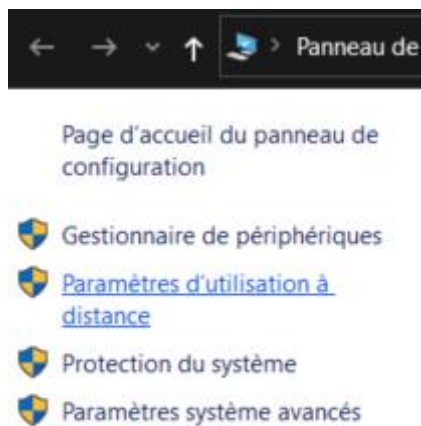 Panneau de
Page d'accueil du panneau de
configuration
Gestionnaire de périphériques
Paramètres d'utilisation à
distance
Protection du système
Paramètres système avancés